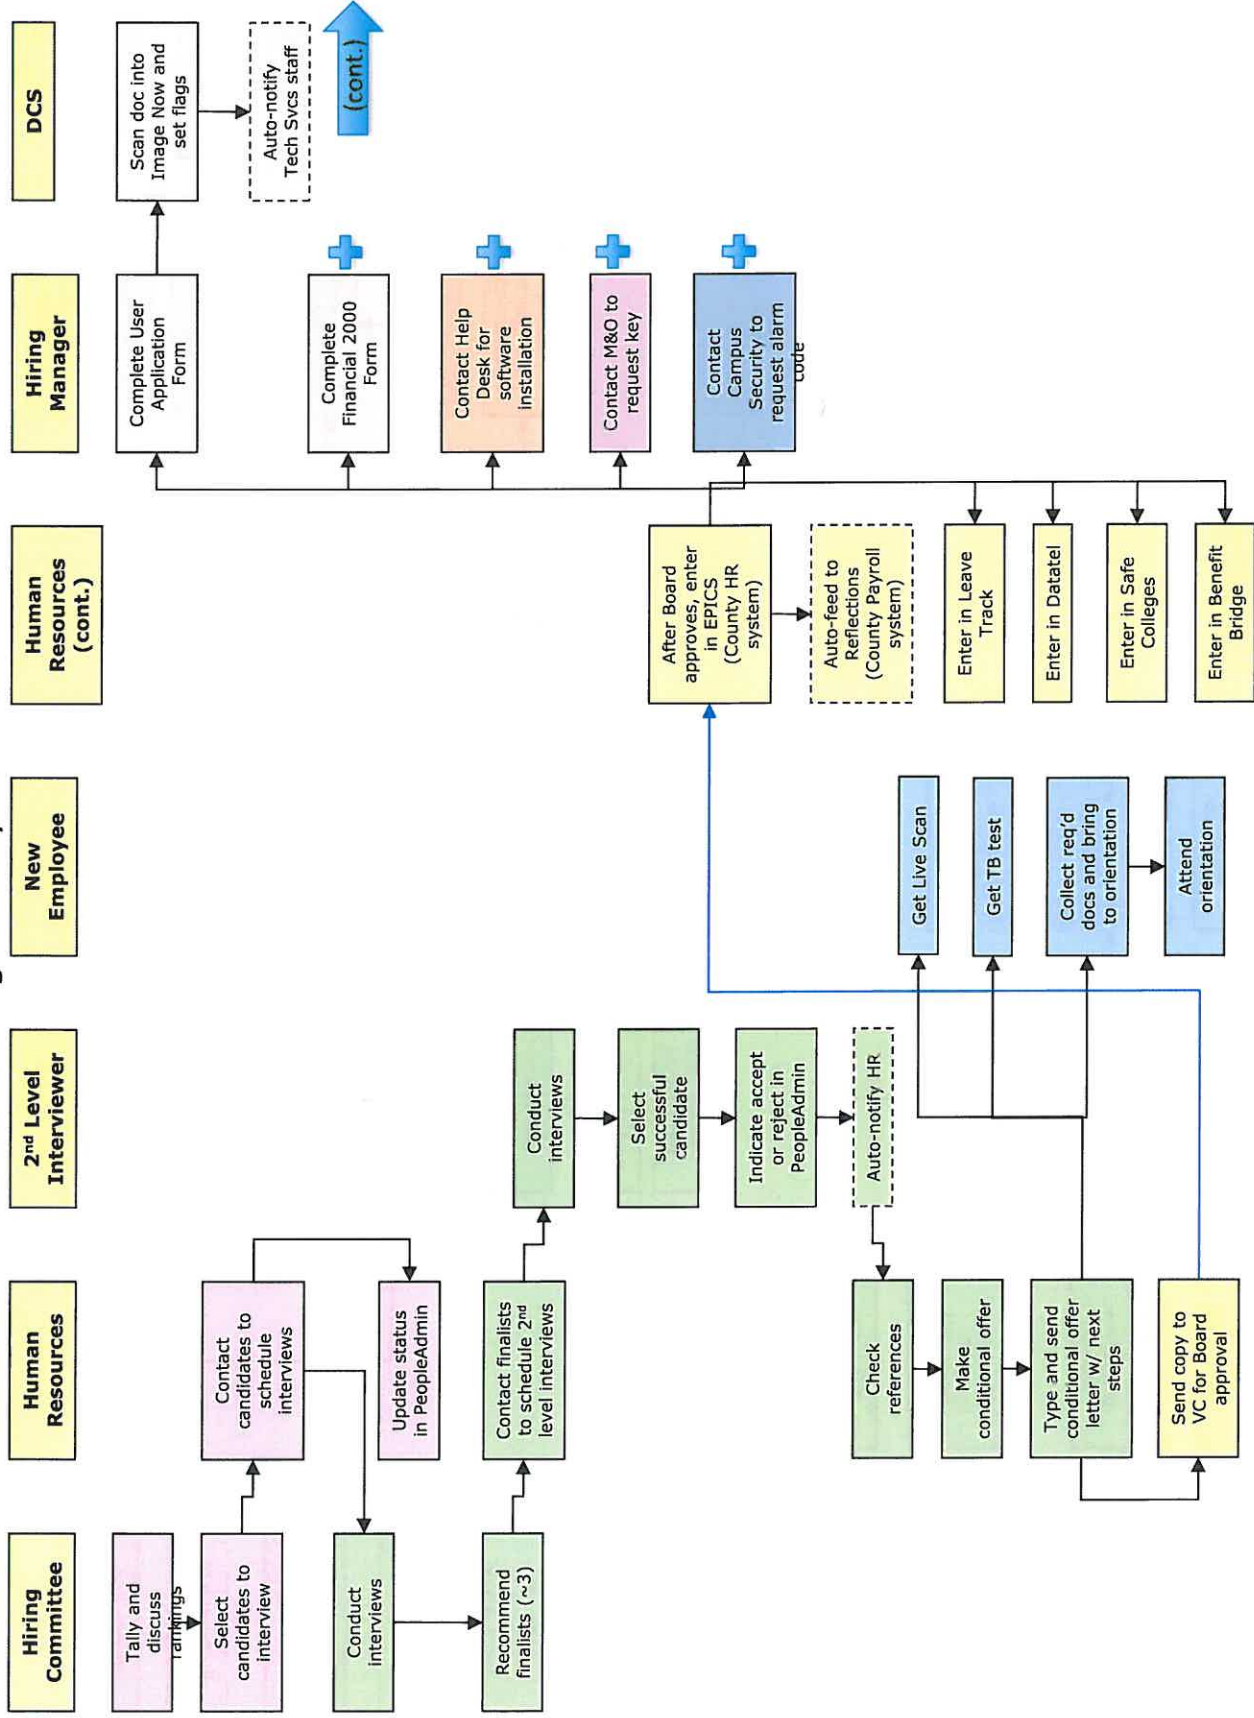 Hiring
Committee
Human
Resources
2nd Level
Interviewer
New
Employee
Human
Resources
(cont.)
Hiring
Manager
DCS
Tally and
discuss
rankings
Select
candidates to
interview
Conduct
interviews
Recommend
finalists (~3)
Contact
candidates to
schedule
interviews
Update status
in PeopleAdmin
Contact finalists
to schedule 2nd
level interviews
Check
references
Make
conditional offer
Type and send
conditional offer
letter w/ next
steps
Send copy to
VC for Board
approval
Conduct
interviews
Select
successful
candidate
Indicate accept
or reject in
PeopleAdmin
Auto-notify HR
Get Live Scan
Get TB test
Collect req'd
docs and bring
to orientation
Attend
orientation
After Board
approves, enter
in EPICS
(County HR
system)
Auto-feed to
Reflections
(County Payroll
system)
Enter in Leave
Track
Enter in Datatel
Enter in Safe
Colleges
Enter in Benefit
Bridge
Complete User
Application
Form
Complete
Financial 2000
Form
Contact Help
Desk for
software
installation
Contact M&O to
request key
Contact
Campus
Security to
request alarm
code
Scan doc into
Image Now and
set flags
Auto-notify
Tech Svcs staff
(cont.)